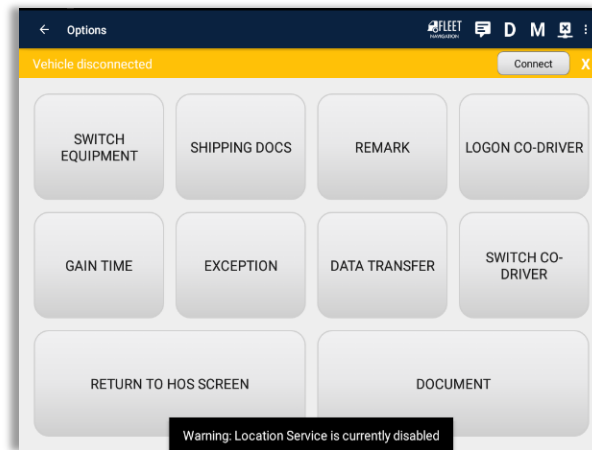 Options
FLEET
NAVIGATION
D
M
Vehicle disconnected
Connect
X
SWITCH
EQUIPMENT
SHIPPING DOCS
REMARK
LOGON CO-DRIVER
GAIN TIME
EXCEPTION
DATA TRANSFER
SWITCH CO-
DRIVER
RETURN TO HOS SCREEN
DOCUMENT
Warning: Location Service is currently disabled